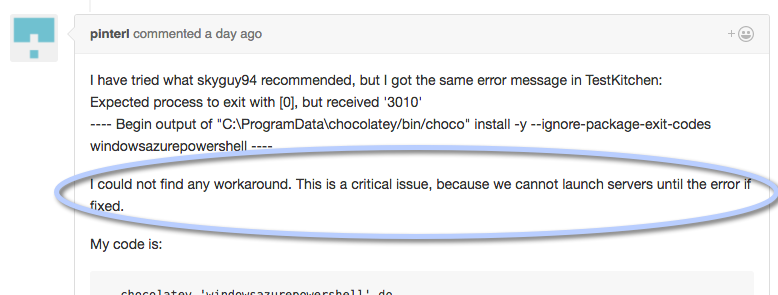 pinterl commented a day ago
I have tried what skyguy94 recommended, but I got the same error message in TestKitchen:
Expected process to exit with [0], but received '3010'
---- Begin output of "C:\ProgramData\chocolatey/bin/choco" install -y --ignore-package-exit-codes
windowsazurepowershell ----
I could not find any workaround. This is a critical issue, because we cannot launch servers until the error if
fixed.
My code is:
chocolatey 'windowsazurepowershell' do